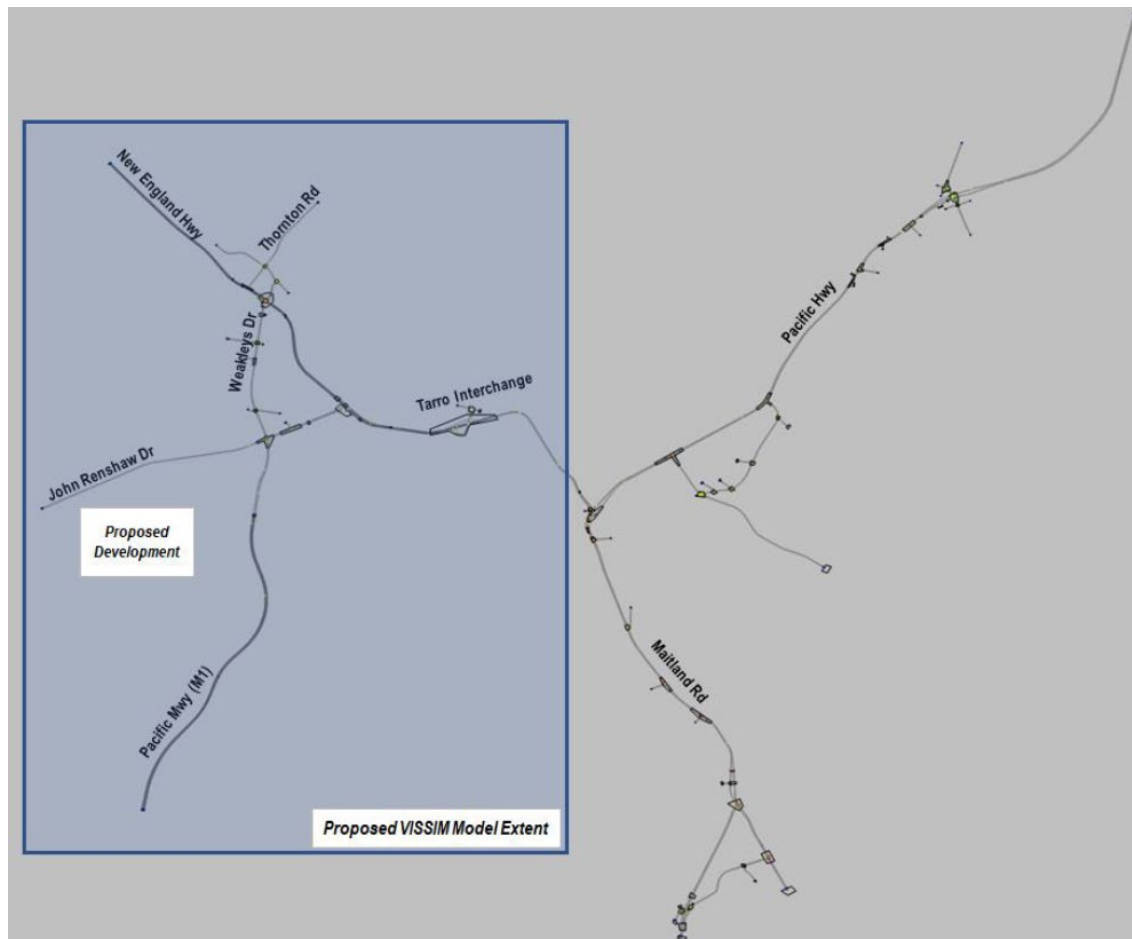 New England Hwy
Thornton Rd
Pacific Hwy
Weakleys Dr
Tarro Interchange
John Renshaw Dr
Proposed
Development
Maitland Rd
Pacific Mwy (M1)
Proposed VISSIM Model Extent